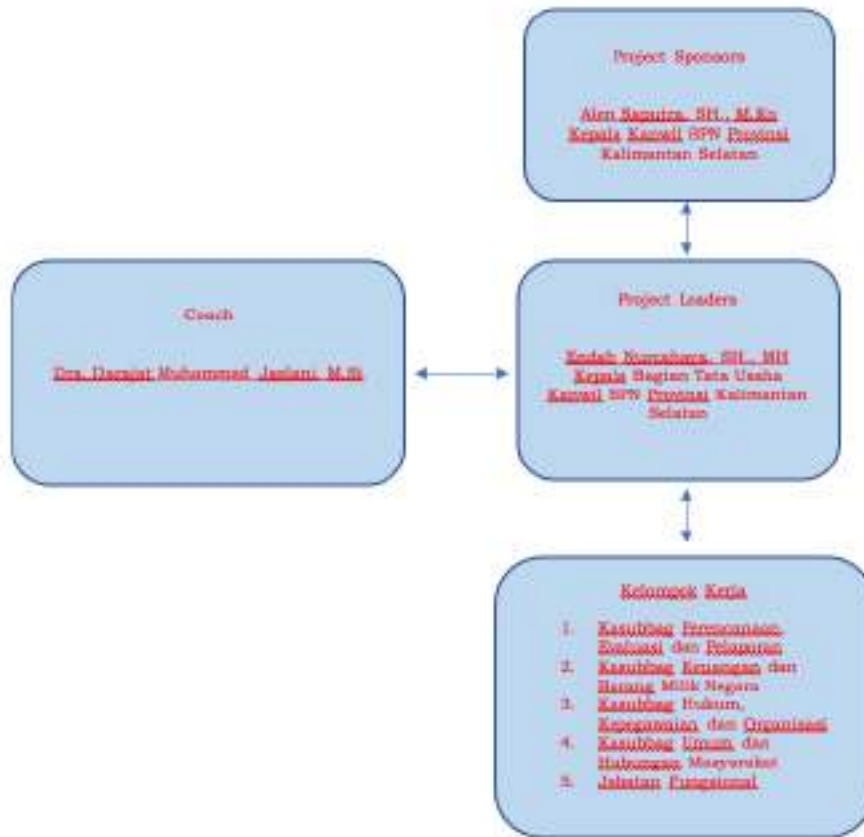 Project Sponsors
Alen Saputra, SH., M.Kn
Kepala Kanwil BPN Provinsi
Kalimantan Selatan
Coach
Drs. Darajat Muhammad Jaelani, M.Si
Project Leaders
Endah SH., MH
Kepala Bagian Tata Usaha
Kanwil BPN Provinsi Kalimantan
Selatan
Kelompok Kerja
1. Kasubbag Perencanaan,
Evaluasi dan Pelaporan
2. Kasubbag Keuangan dan
Barang Milik Negara
3. Kasubbag Hukum,
Kepegawaian dan Organisasi
4. Kasubbag Umum dan
Hubungan Masyarakat
5. Jabatan Fungsional